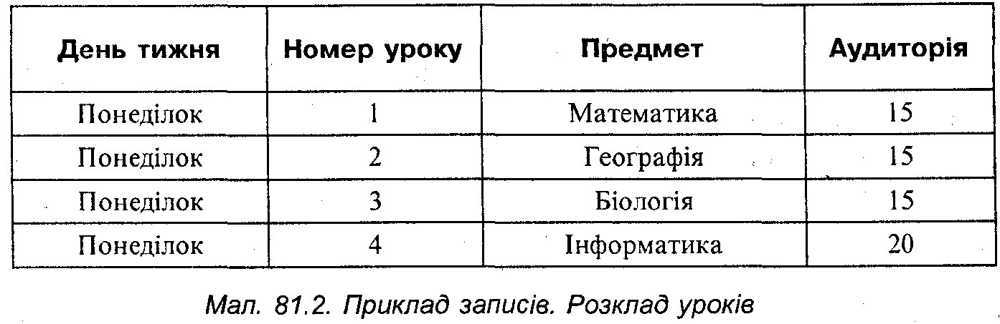 День тижня Номер уроку Предмет Аудиторія
Понеділок 1 Математика 15
Понеділок 2 Географія 15
Понеділок 3 Біологія 15
Понеділок 4 Інформатика 20
Мал. 81.2. Приклад записів. Розклад уроків